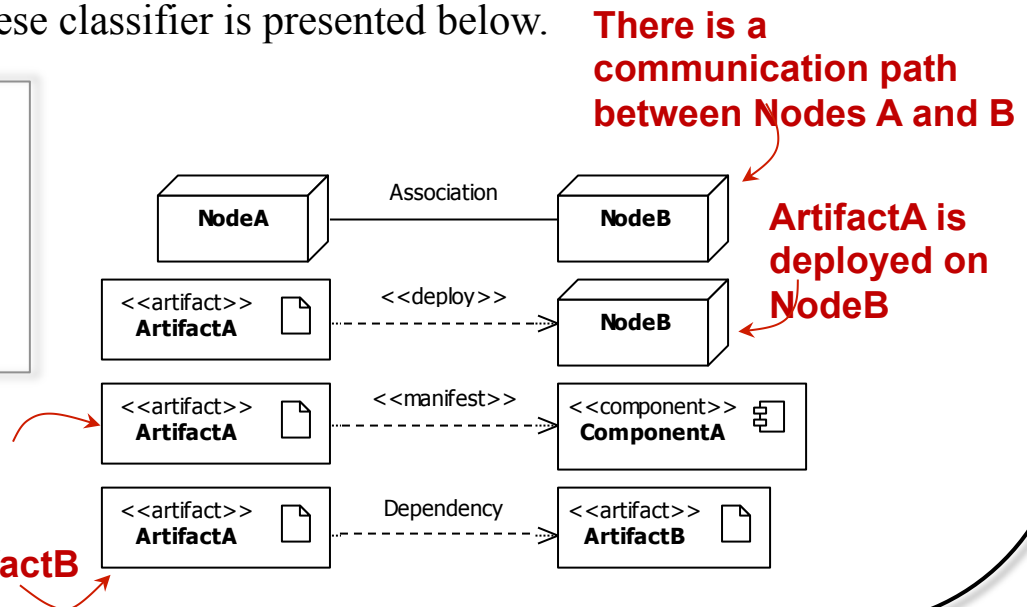 ese classifier is presented below.
There is a
communication path
between Nodes A and B
Association
NodeA
NodeB
ArtifactA is
deployed on
NodeB
<<artifact>>
ArtifactA
<<deploy>>
NodeB
<<artifact>>
ArtifactA
<<manifest>>
<<component>>
ComponentA
<<artifact>>
ArtifactA
Dependency
<<artifact>>
ArtifactB
actB